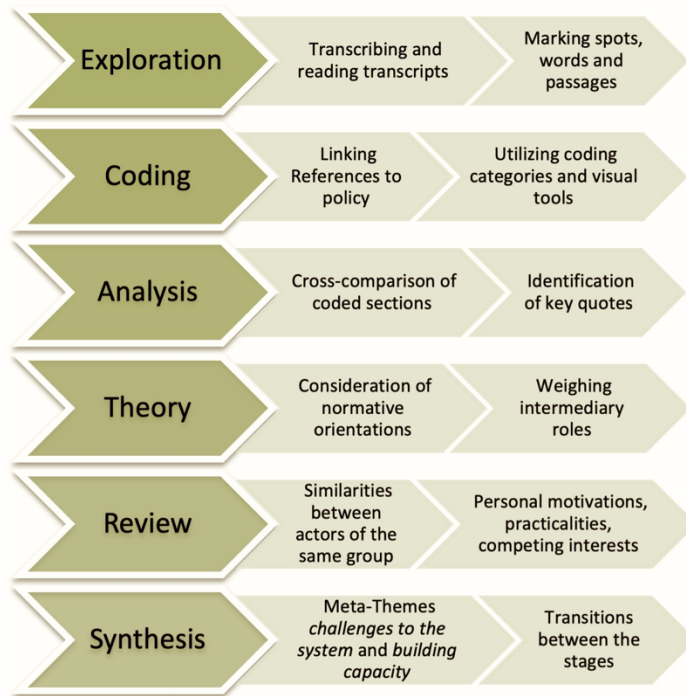 Exploration
Transcribing and
reading transcripts
Marking spots,
words and
passages
Coding
Linking
References to
policy
Utilizing coding
categories and visual
tools
Analysis
Cross-comparison of
coded sections
Identification
of key quotes
Theory
Consideration of
normative
orientations
Weighing
intermediary
roles
Review
Similarities
between
actors of the
same group
Personal motivations,
practicalities,
competing interests
Synthesis
Meta-Themes
challenges to the
system and building
capacity
Transitions
between the
stages